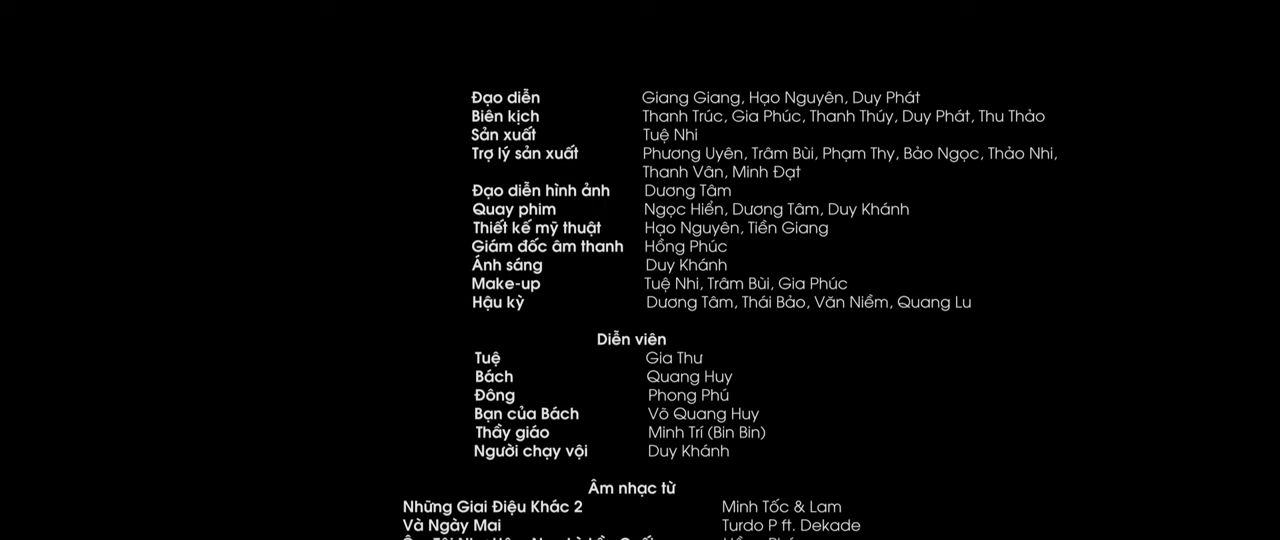 Đạo diễn Giang Giang, Hạo Nguyên, Duy Phát
Biên kịch Thanh Trúc, Gia Phúc, Thanh Thúy, Duy Phát, Thu Thảo
Sản xuất Tuệ Nhi
Trợ lý sản xuất Phương Uyên, Trâm Bùi, Phạm Thy, Bảo Ngọc, Thảo Nhi,
Thanh Vân, Minh Đạt
Đạo diễn hình ảnh Dương Tâm
Quay phim Ngọc Hiển, Dương Tâm, Duy Khánh
Thiết kế mỹ thuật Hạo Nguyên, Tiền Giang
Giám đốc âm thanh Hồng Phúc
Ánh sáng Duy Khánh
Make-up Tuệ Nhi, Trâm Bùi, Gia Phúc
Hậu kỳ Dương Tâm, Thái Bảo, Văn Niềm, Quang Lu
Diễn viên
Tuệ Gia Thư
Bách Quang Huy
Đông Phong Phú
Bạn của Bách Võ Quang Huy
Thầy giáo Minh Trí (Bin Bin)
Người chạy vội Duy Khánh
Âm nhạc từ
Những Giai Điệu Khác 2 Minh Tốc & Lam
Và Ngày Mai Turdo P ft. Dekade